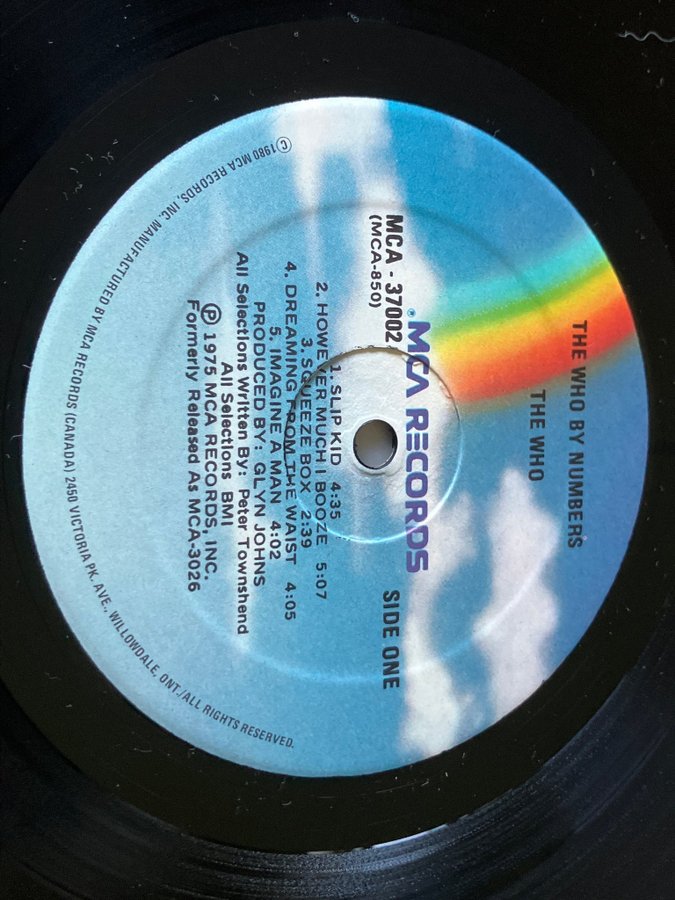 THE WHO BY NUMBERS
THE WHO
MCA RECORDS
MCA - 37002
(MCA-850)
SIDE ONE
1. SLIP KID 4:35
2. HOWEVER MUCH I BOOZE 5:07
3. SQUEEZE BOX 2:39
4. DREAMING FROM THE WAIST 4:05
5. IMAGINE A MAN 4:02
PRODUCED BY: GLYN JOHNS
All Selections Written By: Peter Townshend
All Selections BMI
℗ 1975 MCA RECORDS, INC.
Formerly Released As MCA-3026
© 1980 MCA RECORDS, INC. MANUFACTURED BY MCA RECORDS (CANADA) 2450 VICTORIA PK. AVE., WILLOWDALE, ONT./ALL RIGHTS RESERVED.